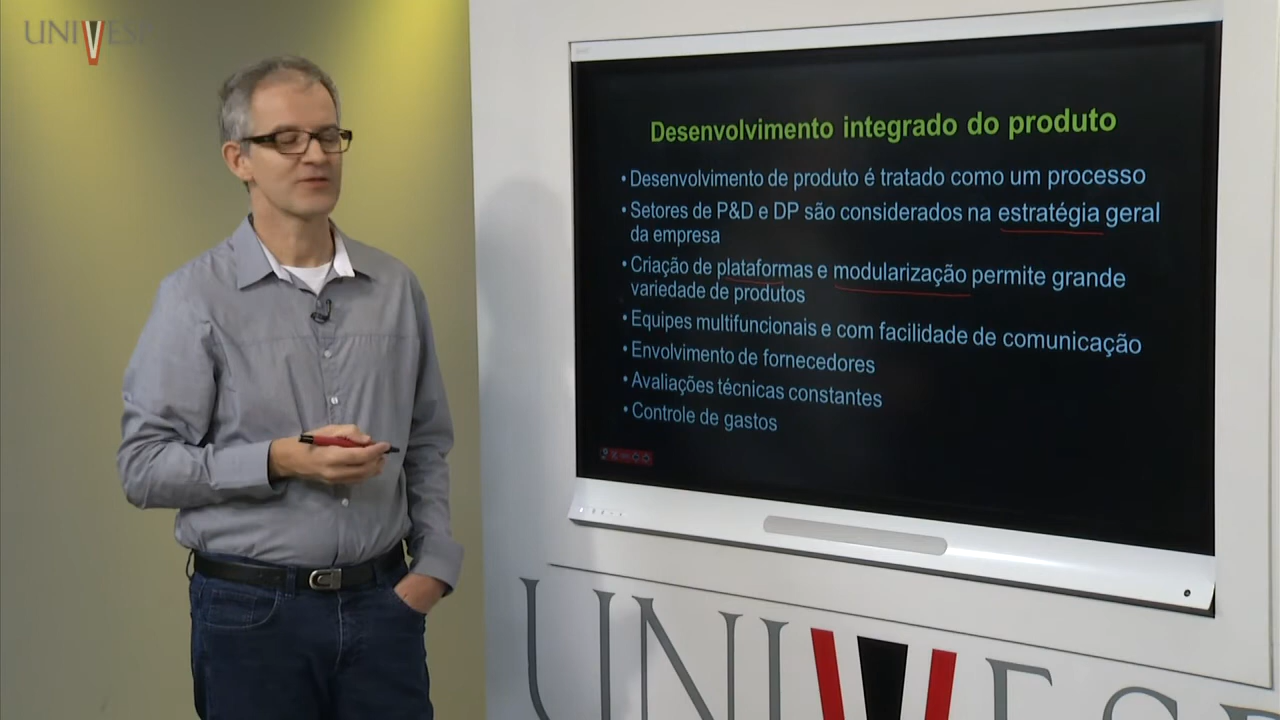 UNIVESP
Desenvolvimento integrado do produto
• Desenvolvimento de produto é tratado como um processo
• Setores de P&D e DP são considerados na estratégia geral
da empresa
• Criação de plataformas e modularização permite grande
variedade de produtos
• Equipes multifuncionais e com facilidade de comunicação
• Envolvimento de fornecedores
• Avaliações técnicas constantes
• Controle de gastos
UNIVESP